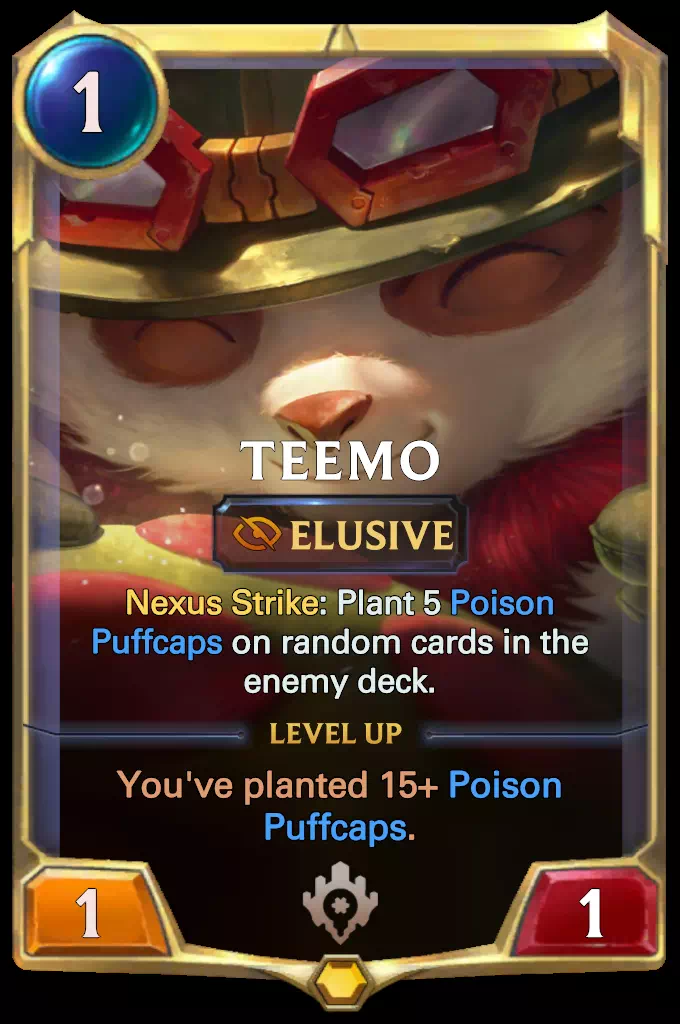 1
TEEMO
ELUSIVE
Nexus Strike: Plant 5 Poison
Puffcaps on random cards in the
enemy deck.
LEVEL UP
You've planted 15+ Poison
Puffcaps.
1
1